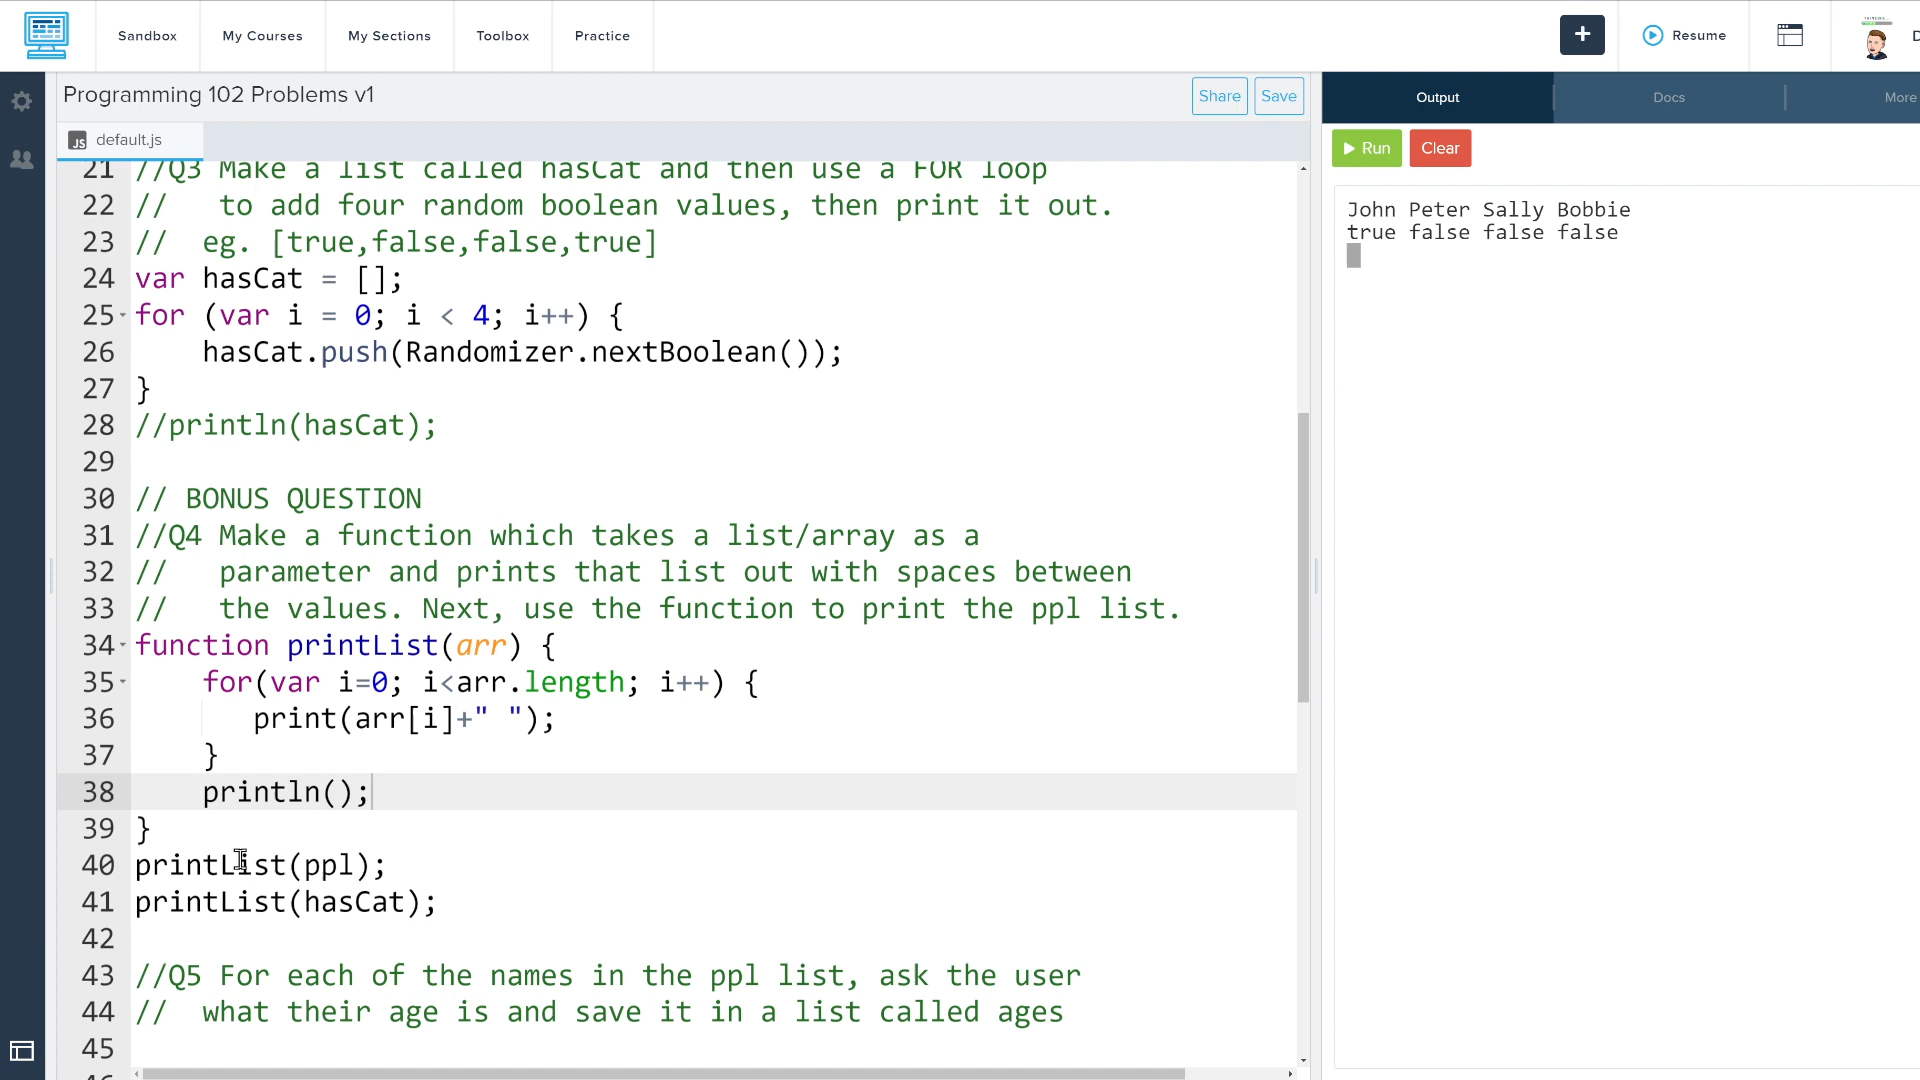 Sandbox
My Courses
My Sections
Toolbox
Practice
+
Resume
Programming 102 Problems v1
Share
Save
Output
Docs
More
JS default.js
Run
Clear
21 //Q3 Make a list called hasCat and then use a FOR loop
22 //   to add four random boolean values, then print it out.
23 //  eg. [true,false,false,true]
24 var hasCat = [];
25 for (var i = 0; i < 4; i++) {
26     hasCat.push(Randomizer.nextBoolean());
27 }
28 //println(hasCat);
29
30 // BONUS QUESTION
31 //Q4 Make a function which takes a list/array as a
32 //   parameter and prints that list out with spaces between
33 //   the values. Next, use the function to print the ppl list.
34 function printList(arr) {
35     for(var i=0; i<arr.length; i++) {
36        print(arr[i]+" ");
37     }
38     println();
39 }
40 printList(ppl);
41 printList(hasCat);
42
43 //Q5 For each of the names in the ppl list, ask the user
44 //  what their age is and save it in a list called ages
45
John Peter Sally Bobbie
true false false false